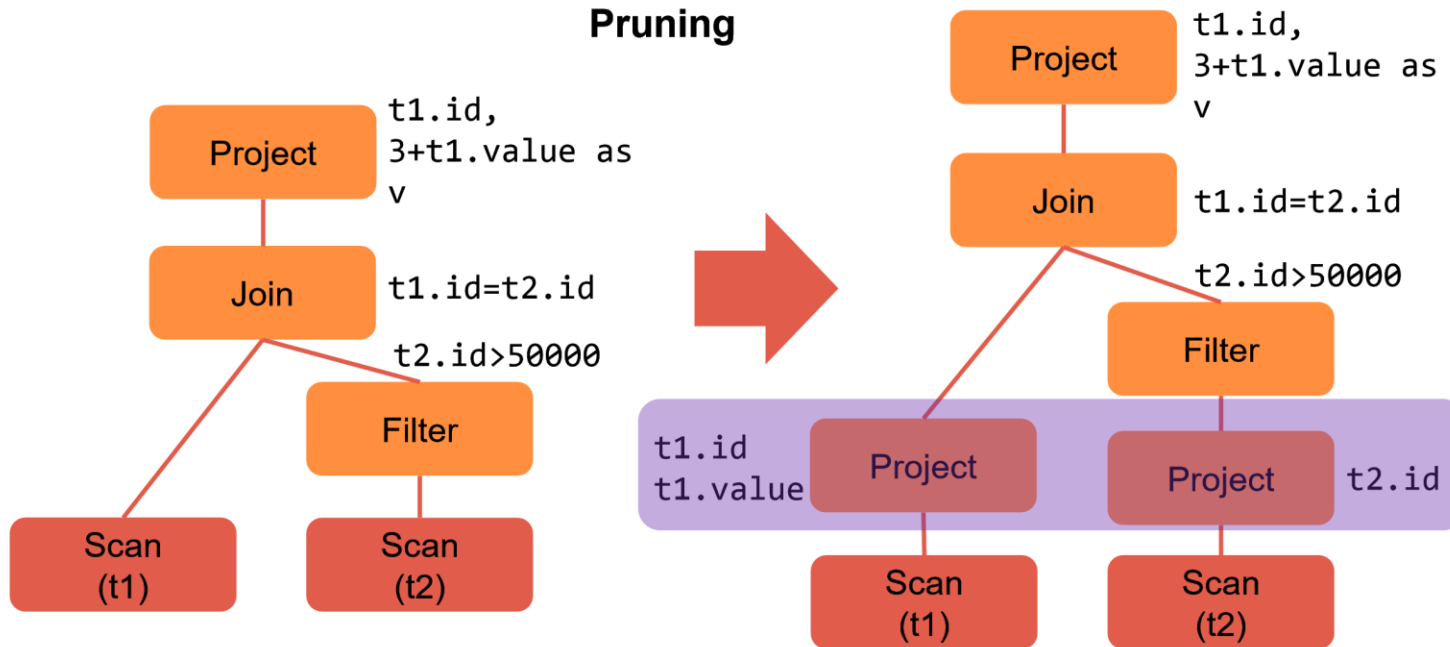 Pruning
Project
t1.id,
3+t1.value as
v
Join
t1.id=t2.id
t2.id>50000
Filter
Scan
(t1)
Scan
(t2)
Project
t1.id,
3+t1.value as
v
Join
t1.id=t2.id
t2.id>50000
Filter
t1.id
t1.value
Project
Project
t2.id
Scan
(t1)
Scan
(t2)